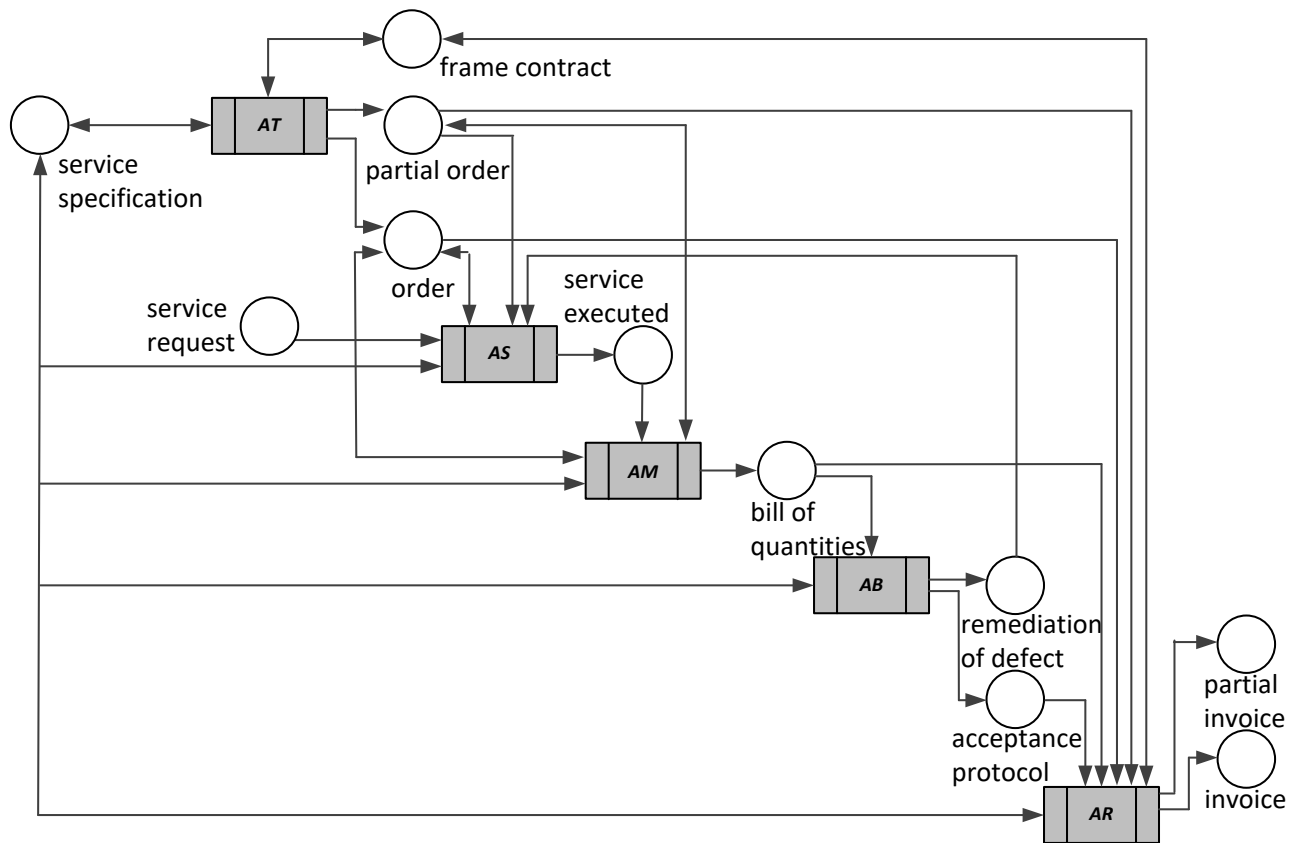 frame contract
AT
service
specification
partial order
order
service
request
service
executed
AS
AM
bill of
quantities
AB
remediation
of defect
acceptance
protocol
partial
invoice
invoice
AR